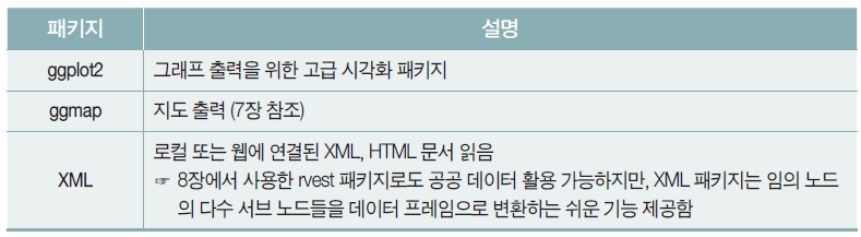 패키지 설명
ggplot2 그래프 출력을 위한 고급 시각화 패키지
ggmap 지도 출력 (7장 참조)
로컬 또는 웹에 연결된 XML, HTML 문서 읽음
XML ☞ 8장에서 사용한 rvest 패키지로도 공공 데이터 활용 가능하지만, XML 패키지는 임의 노드
의 다수 서브 노드들을 데이터 프레임으로 변환하는 쉬운 기능 제공함